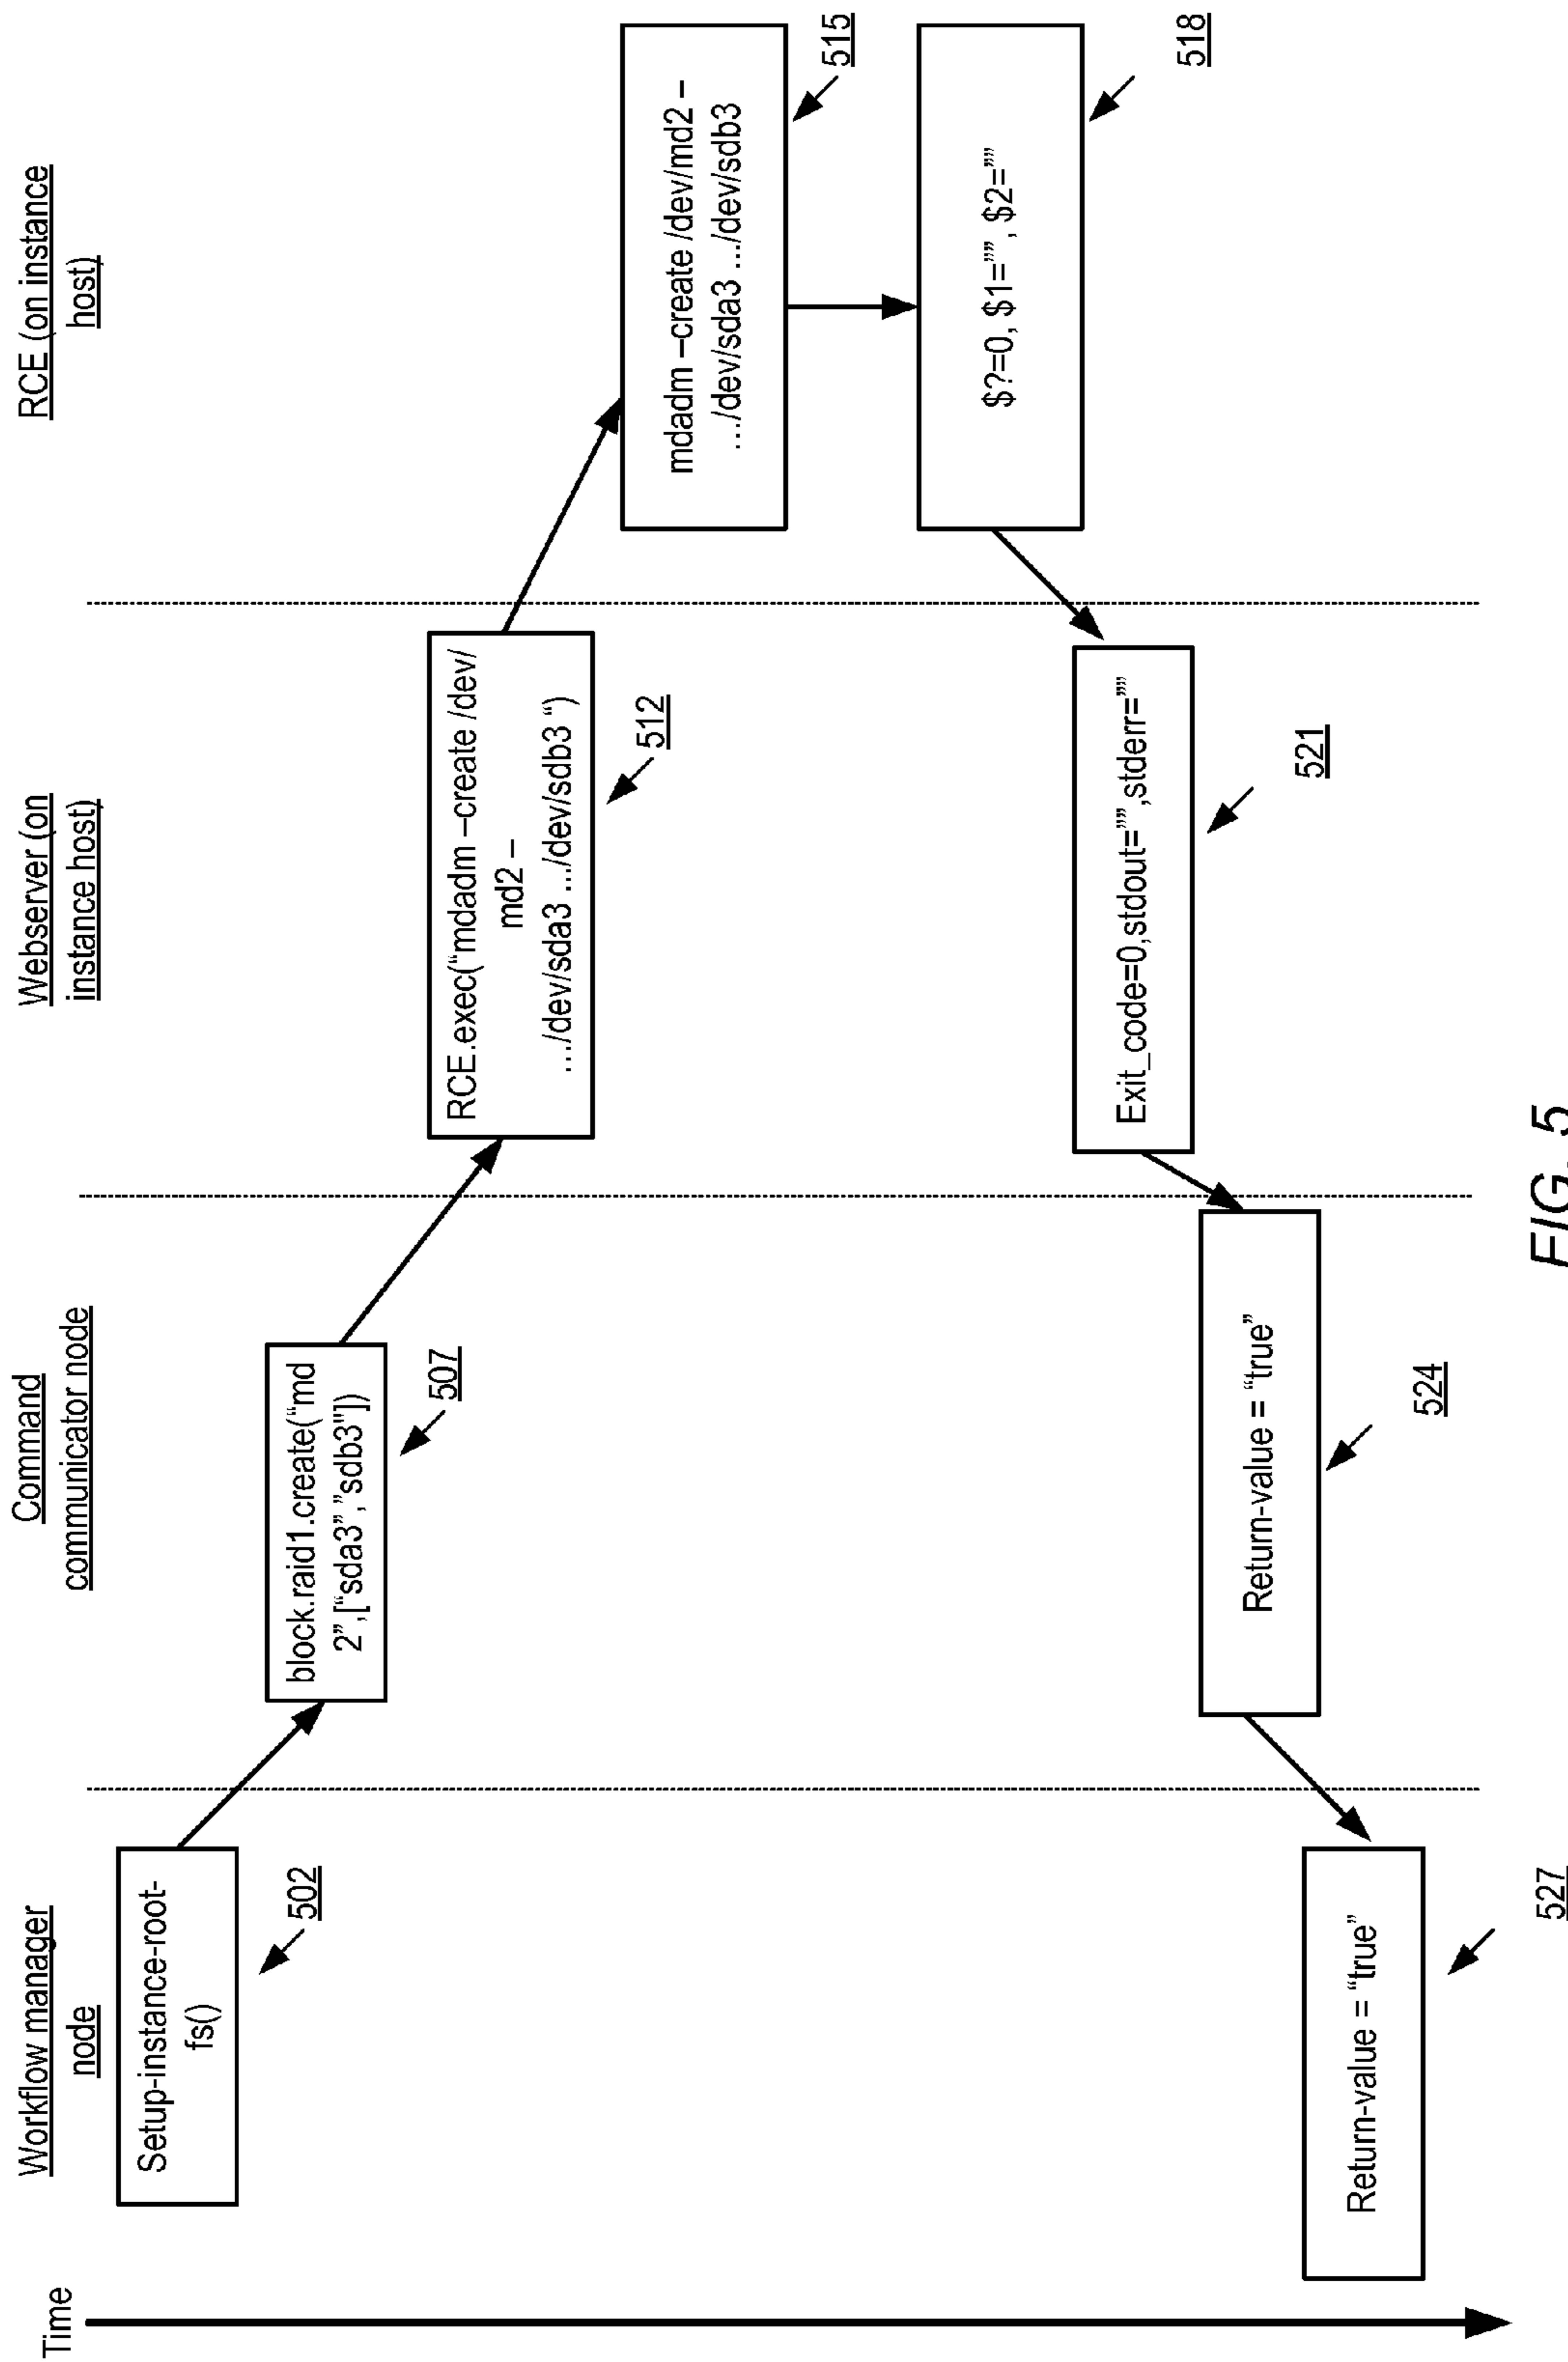 Time
Workflow manager
node
Command
communicator node
Webserver (on
instance host)
RCE (on instance
host)
Setup-instance-root-
fs()
502
block.raid1.create(“md
2”,[“sda3”,”sdb3"])
507
RCE.exec(“mdadm –create /dev/
md2 –
…/dev/sda3 …/dev/sdb3 “)
512
mdadm –create /dev/md2 –
…/dev/sda3 …/dev/sdb3
515
$?=0, $1=”” , $2=””
518
Exit_code=0,stdout=”” ,stderr=””
521
Return-value = “true”
524
Return-value = “true”
527
FIG. 5